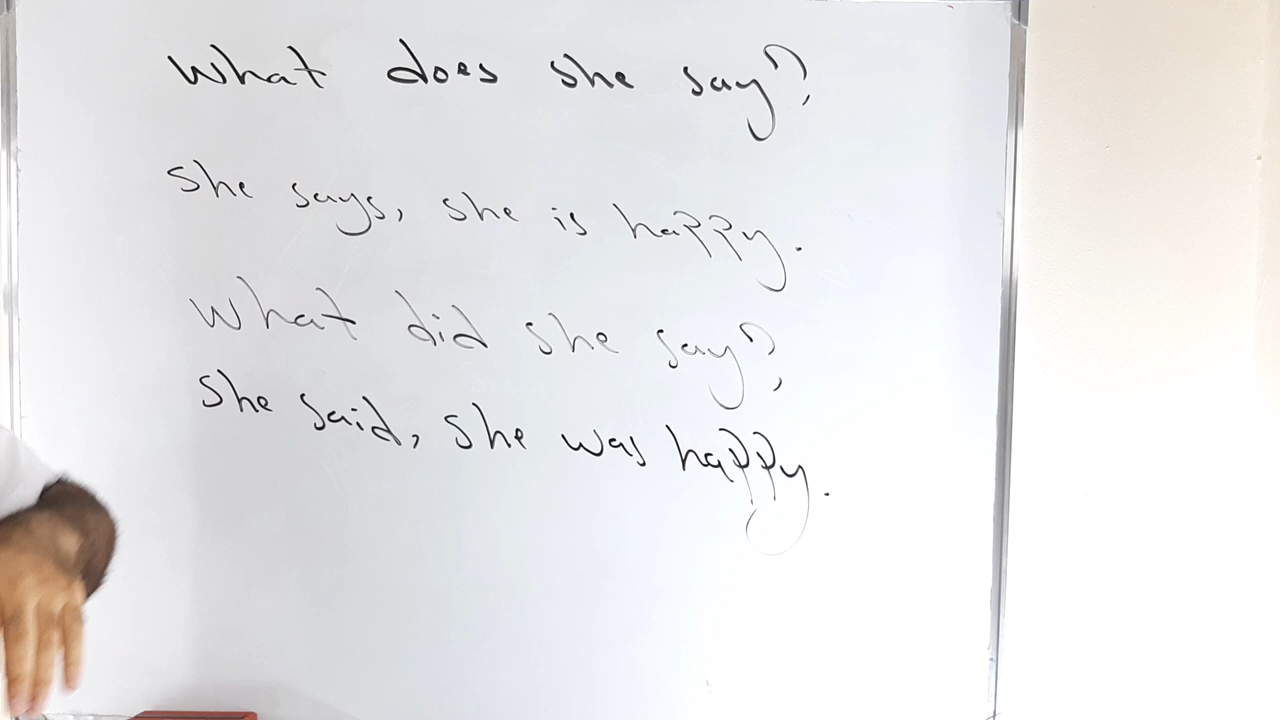 What does she say?
She says, she is happy.
What did she say?
She said, she was happy.